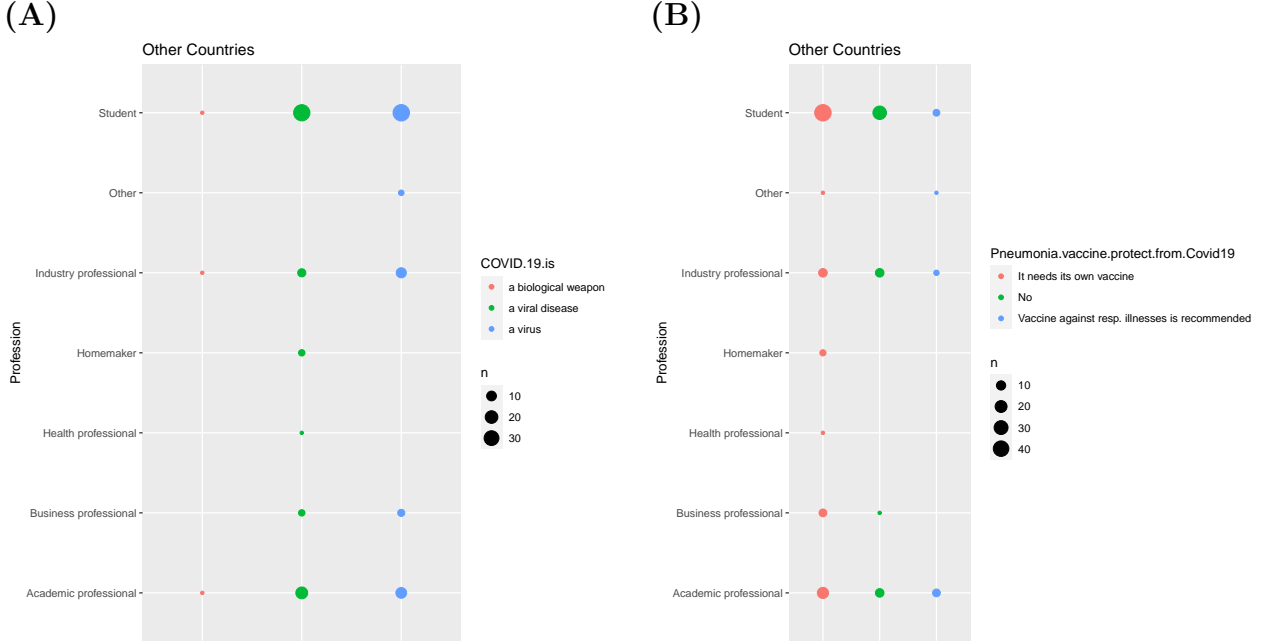 (A)
Other Countries
Student
Other
Industry professional
Homemaker
Health professional
Business professional
Academic professional
Profession
COVID.19.is
a biological weapon
a viral disease
a virus
n
10
20
30
(B)
Other Countries
Student
Other
Industry professional
Homemaker
Health professional
Business professional
Academic professional
Profession
Pneumonia.vaccine.protect.from.Covid19
It needs its own vaccine
No
Vaccine against resp. illnesses is recommended
n
10
20
30
40